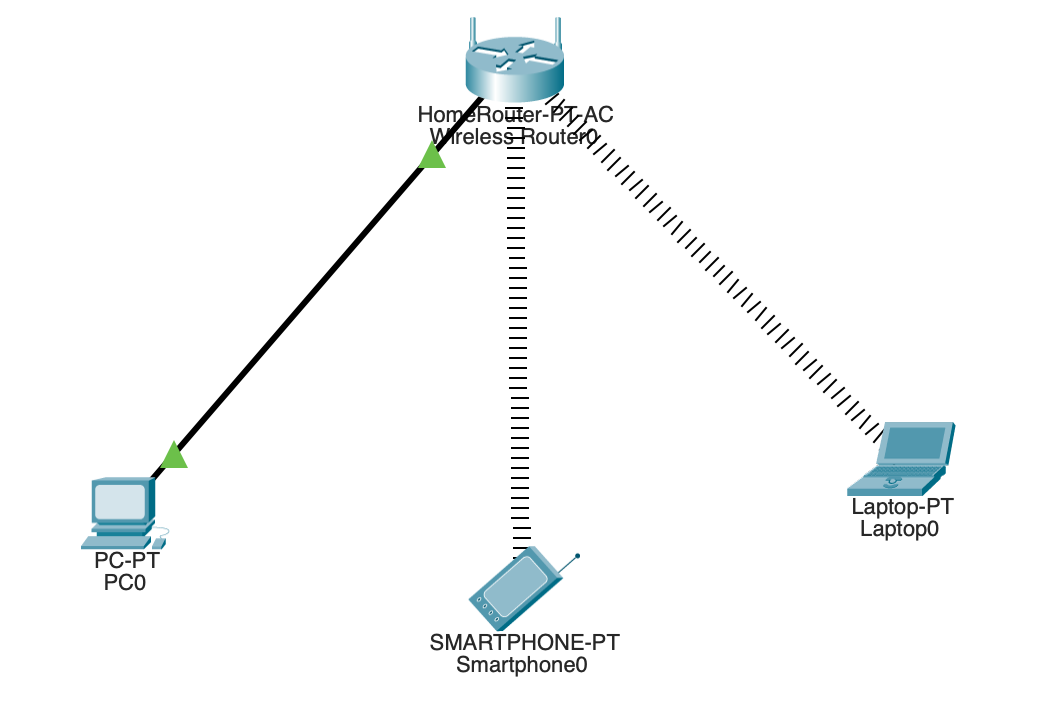 HomeRouter-PT-AC
Wireless Router0
PC-PT
PC0
SMARTPHONE-PT
Smartphone0
Laptop-PT
Laptop0